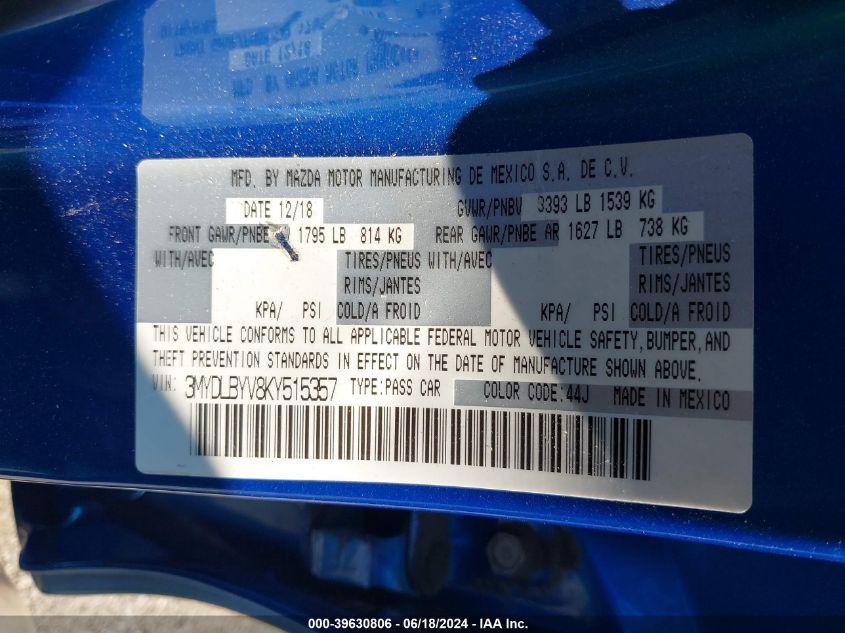 MFD. BY MAZDA MOTOR MANUFACTURING DE MEXICO S.A. DE C.V.
DATE 12/18 GVWR/PNBV 3393 LB 1539 KG
FRONT GAWR/PNBE 1795 LB 814 KG REAR GAWR/PNBE AR 1627 LB 738 KG
WITH/AVEC TIRES/PNEUS WITH/AVEC TIRES/PNEUS
RIMS/JANTES RIMS/JANTES
KPA/ PSI COLD/A FROID KPA/ PSI COLD/A FROID
THIS VEHICLE CONFORMS TO ALL APPLICABLE FEDERAL MOTOR VEHICLE SAFETY, BUMPER, AND
THEFT PREVENTION STANDARDS IN EFFECT ON THE DATE OF MANUFACTURE SHOWN ABOVE.
VIN: 3MYDLBYV8KY515357 TYPE:PASS CAR COLOR CODE:44J MADE IN MEXICO
000-39630806 - 06/18/2024 - IAA Inc.